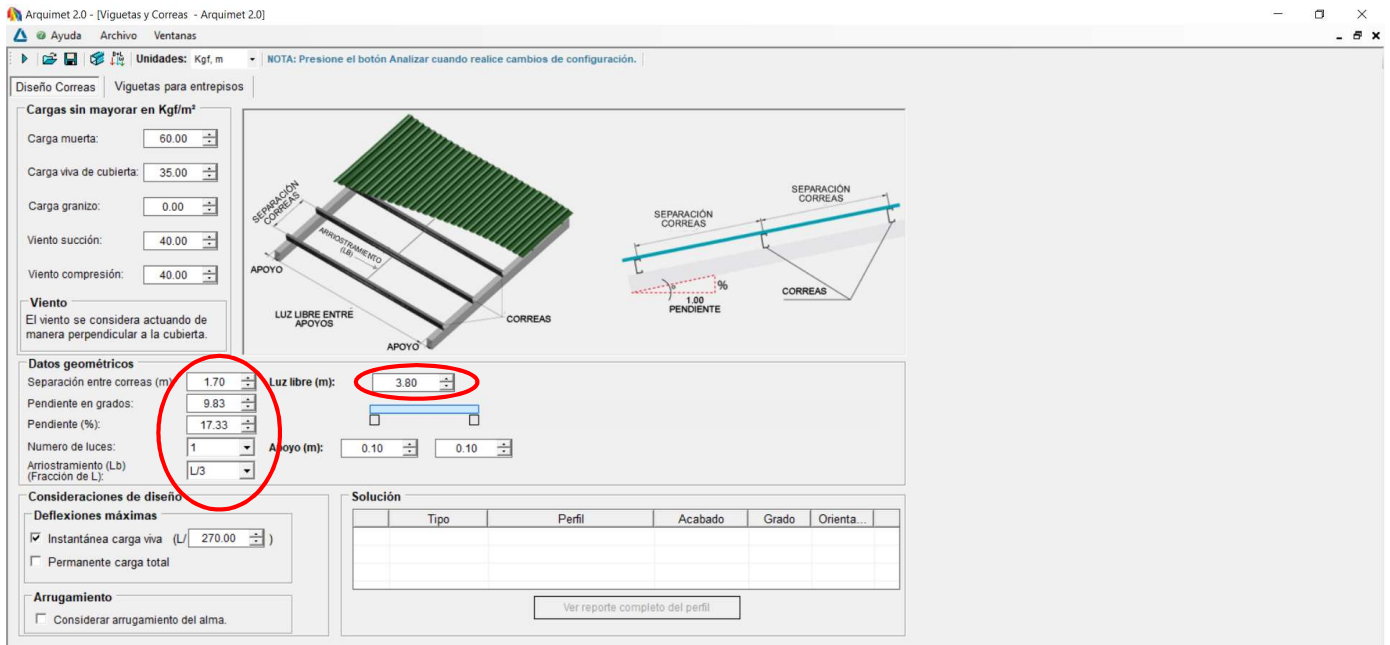 Arquimet 2.0 - [Viguetas y Correas - Arquimet 2.0]
Ayuda Archivo Ventanas
Unidades: Kgf, m NOTA: Presione el botón Analizar cuando realice cambios de configuración.
Diseño Correas Viguetas para entrepisos
Cargas sin mayorar en Kgf/m²
Carga muerta: 60.00
Carga viva de cubierta: 35.00
Carga granizo: 0.00
Viento succión: 40.00
Viento compresión: 40.00
Viento
El viento se considera actuando de
manera perpendicular a la cubierta.
SEPARACIÓN
CORREAS
ARRIOSTRAMIENTO
(LB)
APOYO
LUZ LIBRE ENTRE
APOYOS
CORREAS
APOYO
SEPARACIÓN
CORREAS
SEPARACIÓN
CORREAS
%
1.00
PENDIENTE
CORREAS
Datos geométricos
Separación entre correas (m) 1.70 Luz libre (m): 3.80
Pendiente en grados: 9.83
Pendiente (%): 17.33
Numero de luces: 1 Apoyo (m): 0.10 0.10
Arriostramiento (Lb)
(Fracción de L): L/3
Consideraciones de diseño
Deflexiones máximas
Instantánea carga viva (L/ 270.00 )
Permanente carga total
Arrugamiento
Considerar arrugamiento del alma.
Solución
Tipo Perfil Acabado Grado Orienta...
Ver reporte completo del perfil